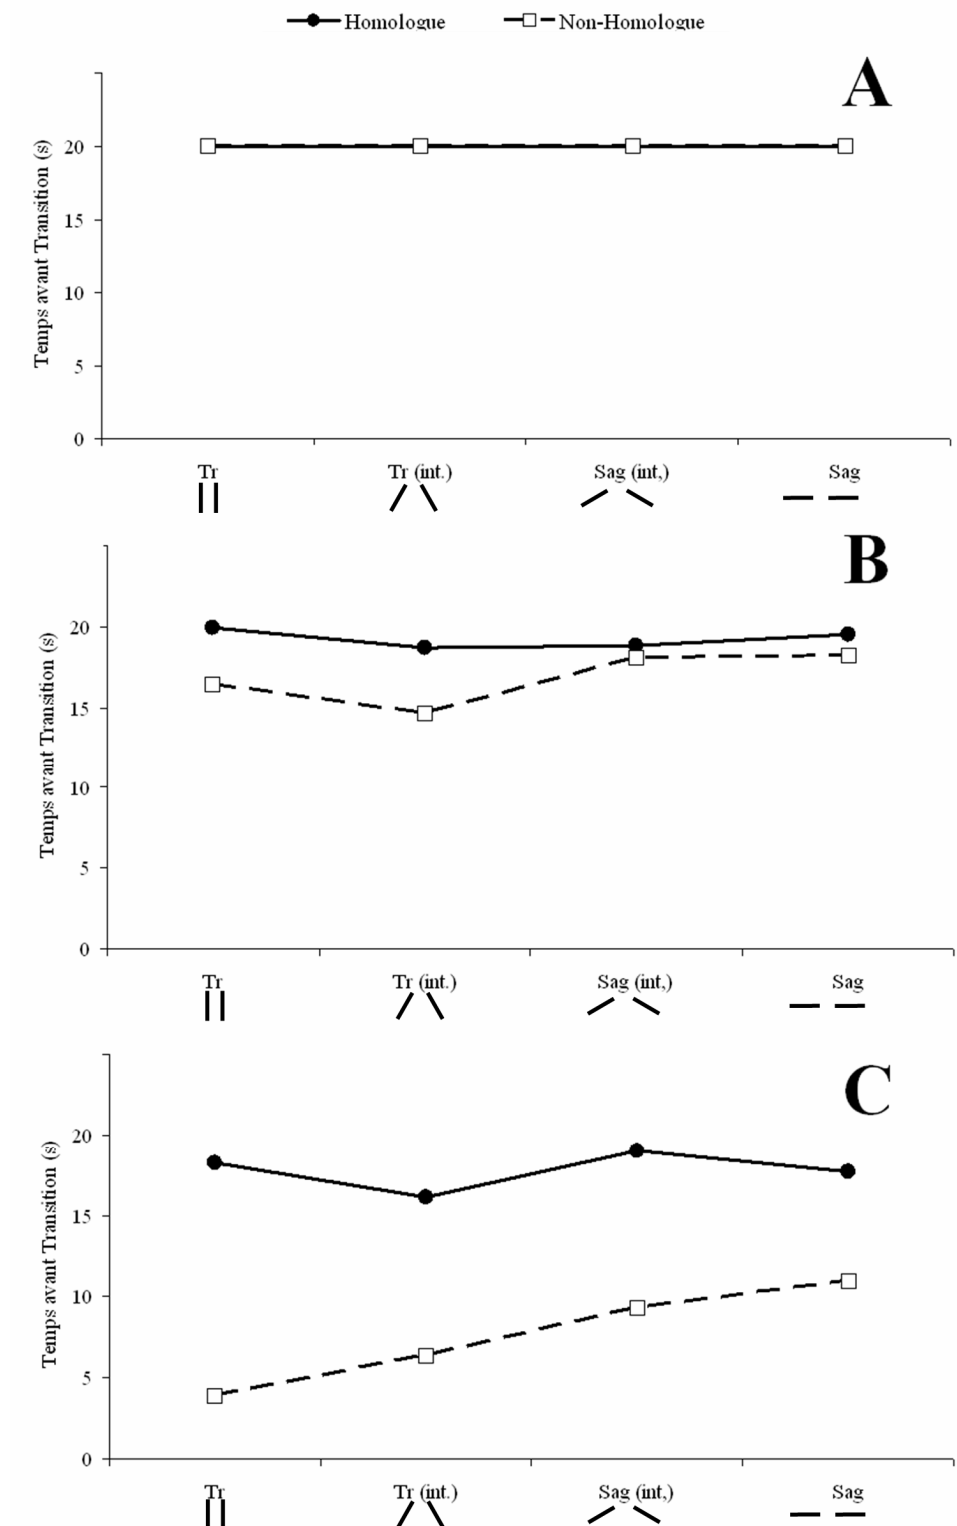 Homologue Non-Homologue
A
Temps avant Transition (s)
20
15
10
5
0
Tr Tr (int.) Sag (int,) Sag
B
Temps avant Transition (s)
20
15
10
5
0
Tr Tr (int.) Sag (int,) Sag
C
Temps avant Transition (s)
20
15
10
5
0
Tr Tr (int.) Sag (int,) Sag